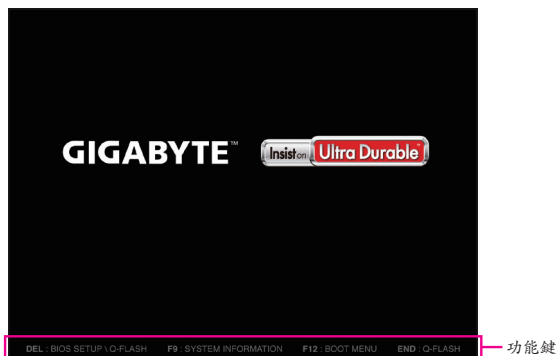 GIGABYTE™
Insist on Ultra Durable™
DEL : BIOS SETUP \ Q-FLASH F9 : SYSTEM INFORMATION F12 : BOOT MENU END : Q-FLASH
功能鍵